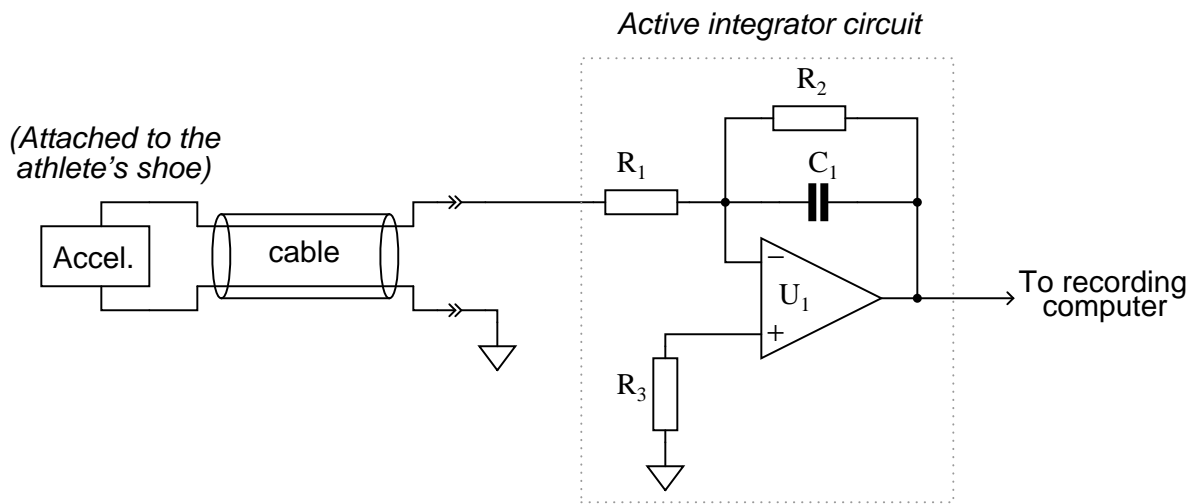 Active integrator circuit
(Attached to the
athlete's shoe)
Accel.
cable
R1
R2
C1
−
U1
+
R3
To recording
computer